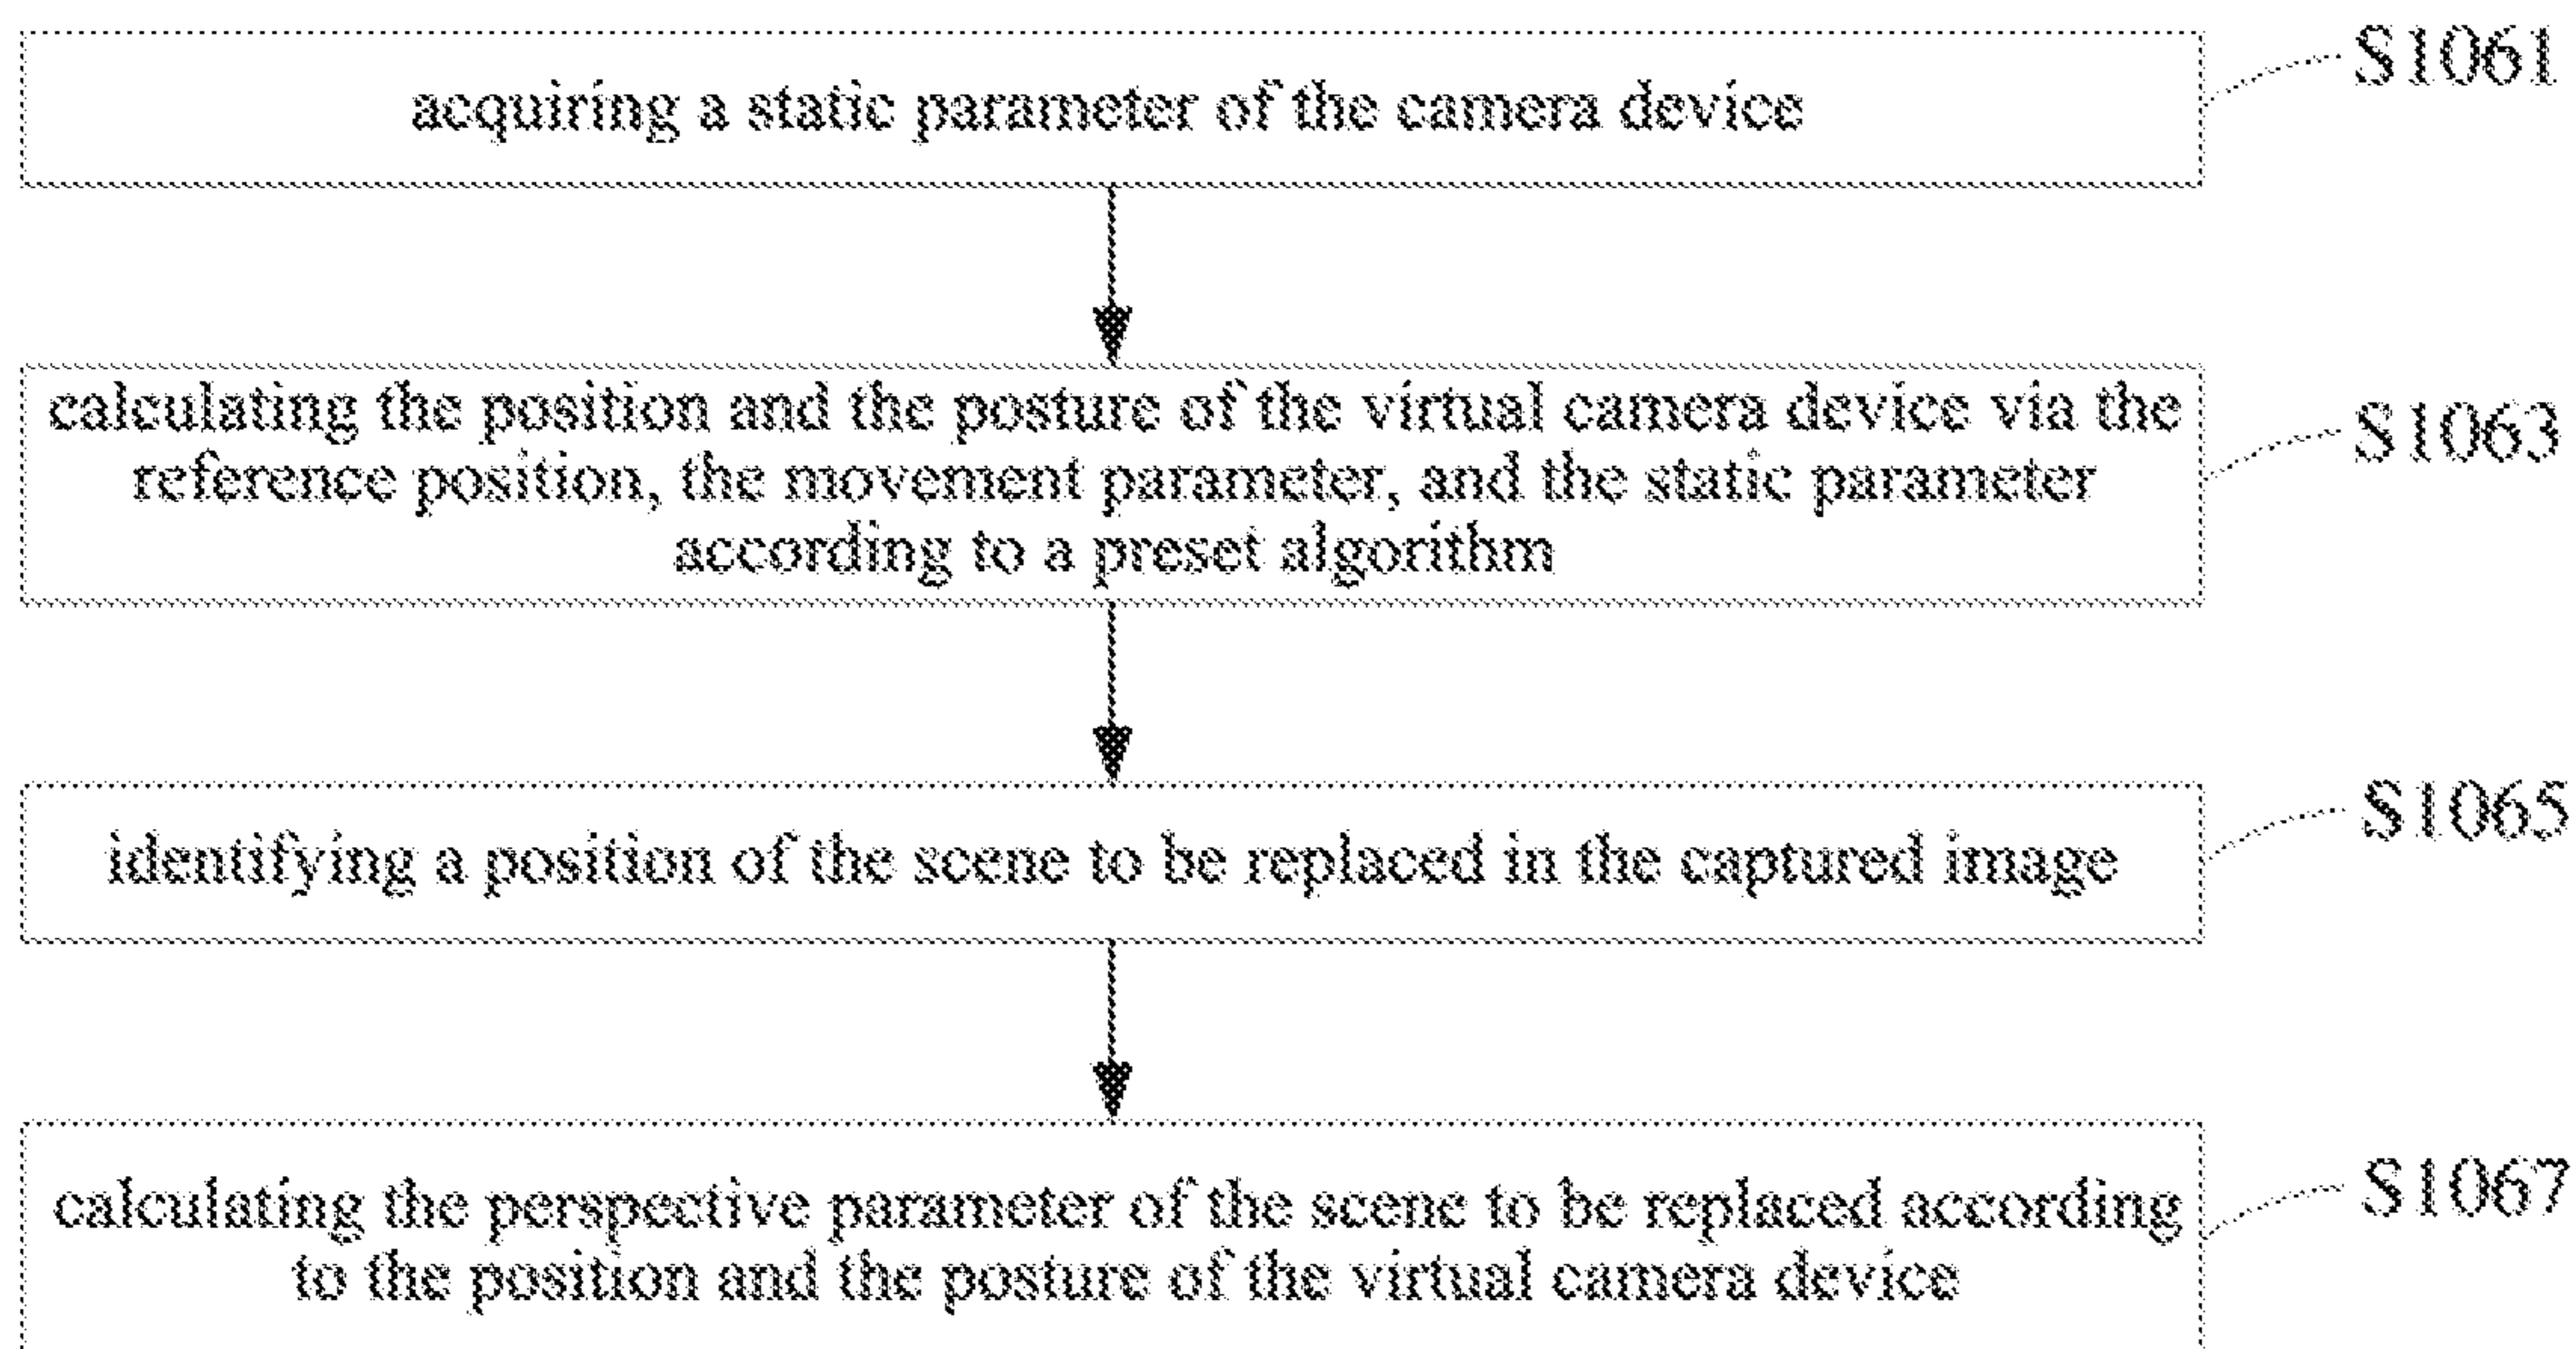 acquiring a static parameter of the camera device
S1061
calculating the position and the posture of the virtual camera device via the
reference position, the movement parameter, and the static parameter
according to a preset algorithm
S1063
identifying a position of the scene to be replaced in the captured image
S1065
calculating the perspective parameter of the scene to be replaced according
to the position and the posture of the virtual camera device
S1067